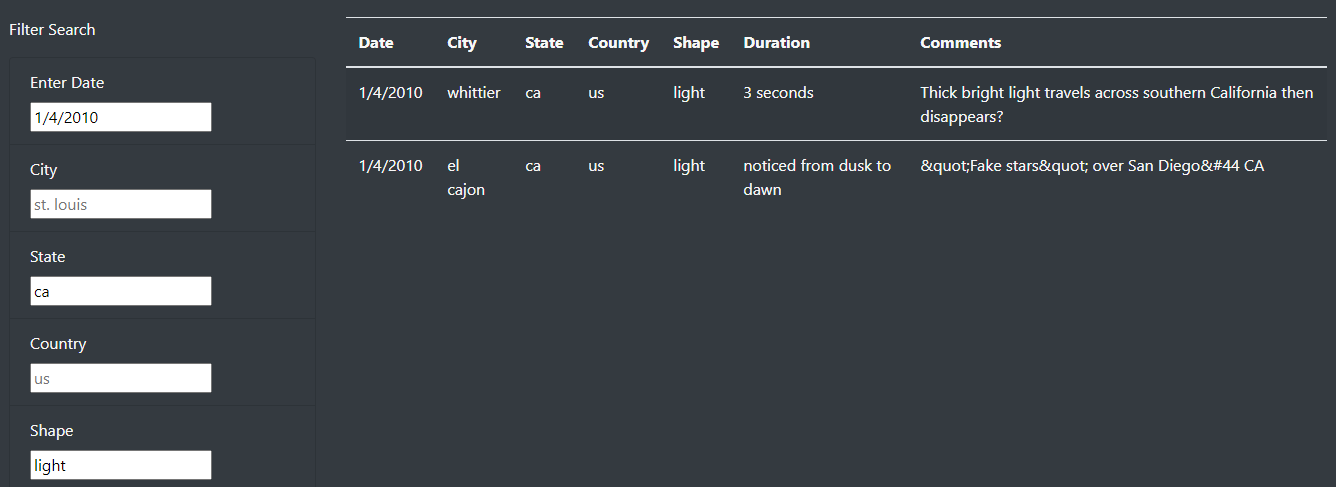 Filter Search
Enter Date
1/4/2010
City
st. louis
State
ca
Country
us
Shape
light
Date City State Country Shape Duration Comments
1/4/2010 whittier ca us light 3 seconds Thick bright light travels across southern California then
disappears?
1/4/2010 el ca us light noticed from dusk to &quot;Fake stars&quot; over San Diego&#44 CA
cajon dawn